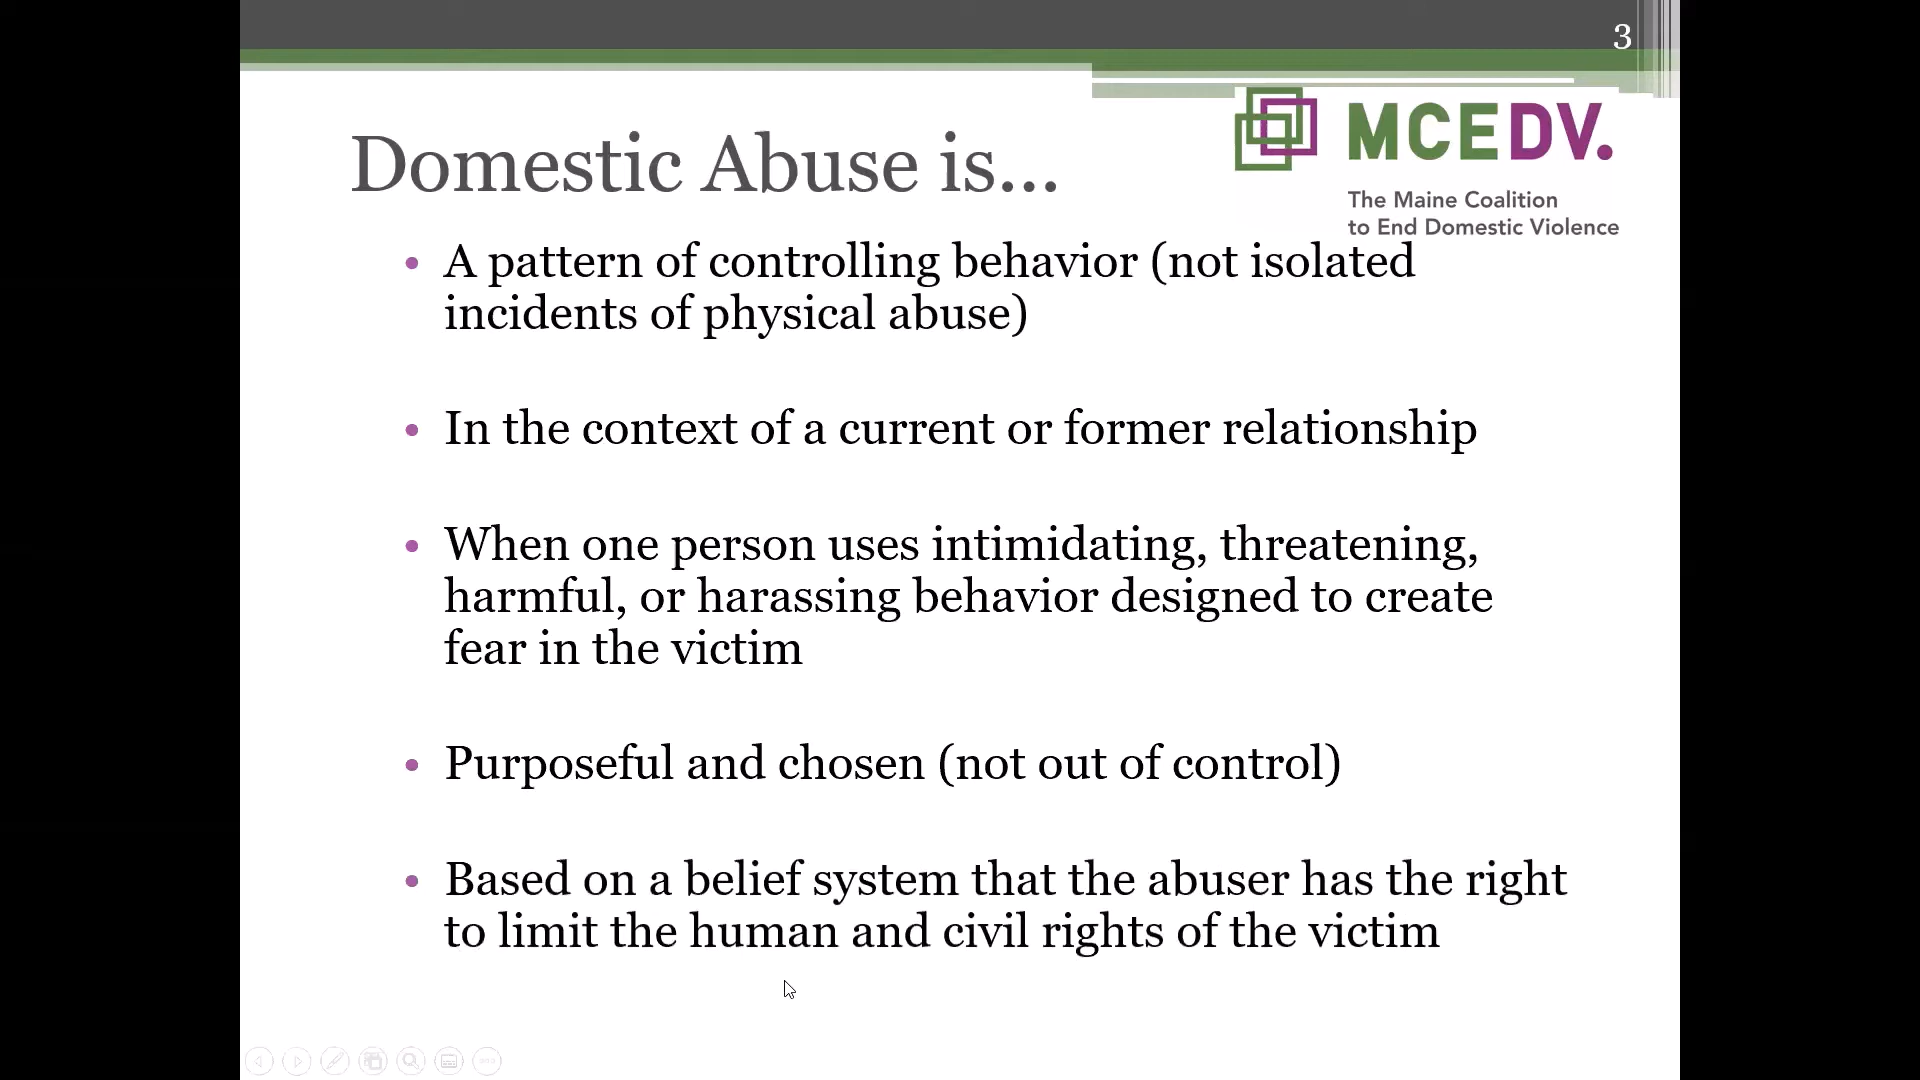 3
MCEDV.
The Maine Coalition
to End Domestic Violence
Domestic Abuse is...
• A pattern of controlling behavior (not isolated
incidents of physical abuse)
• In the context of a current or former relationship
• When one person uses intimidating, threatening,
harmful, or harassing behavior designed to create
fear in the victim
• Purposeful and chosen (not out of control)
• Based on a belief system that the abuser has the right
to limit the human and civil rights of the victim